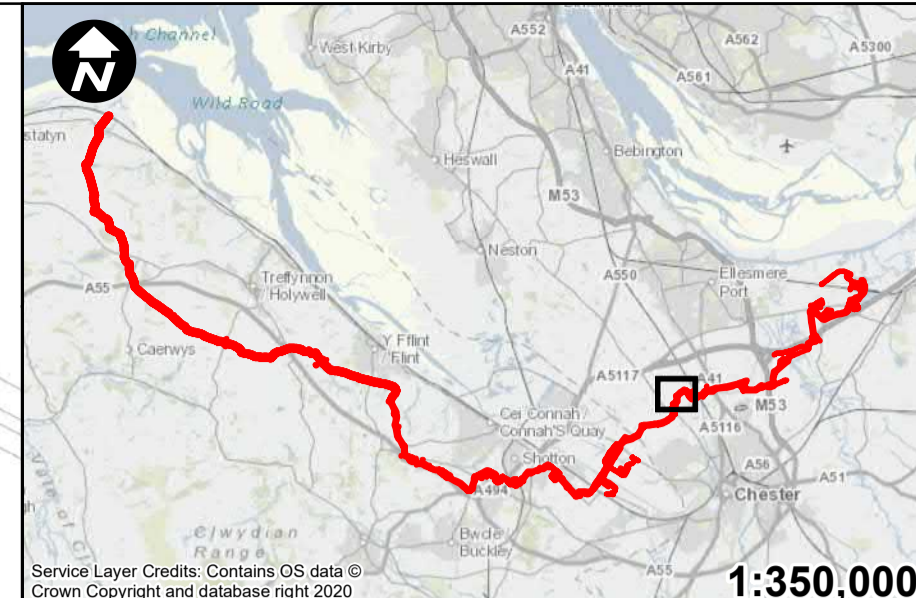 N
h Channel
West Kirby
A552
A562
A5300
A41
A561
Wild Road
statyn
Heswall
Bebington
M53
Neston
A550
Ellesmere
Port
Treffynnon
Holywell
A55
Caerwys
Y Fflint
/ Flint
A5117
A41
M53
A5116
Cei Connah /
Connah'S Quay
Shotton
A56
A51
Chester
A494
Vale of Cl
Clwydian
Range
Bwcle /
Buckley
A55
Service Layer Credits: Contains OS data ©
Crown Copyright and database right 2020
1:350,000